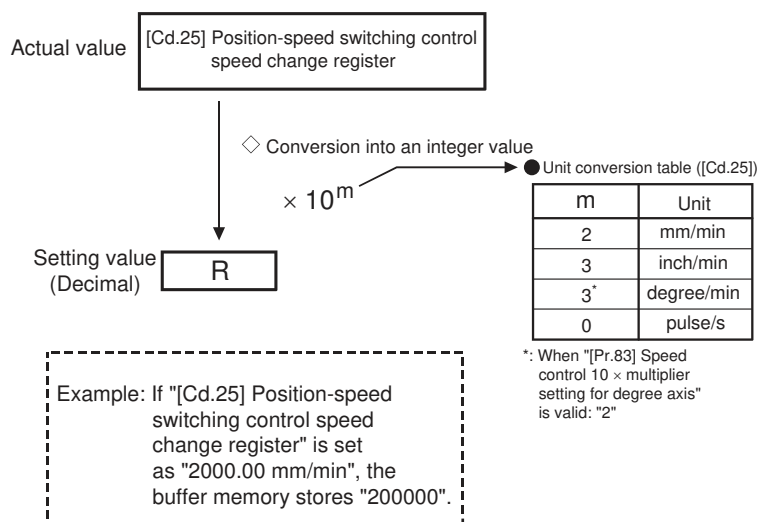 Actual value
[Cd.25] Position-speed switching control
speed change register
◇ Conversion into an integer value
× 10^m
● Unit conversion table ([Cd.25])
m Unit
2 mm/min
3 inch/min
3* degree/min
0 pulse/s
*: When "[Pr.83] Speed
control 10 × multiplier
setting for degree axis"
is valid: "2"
Setting value
(Decimal)
R
Example: If "[Cd.25] Position-speed
switching control speed
change register" is set
as "2000.00 mm/min", the
buffer memory stores "200000".